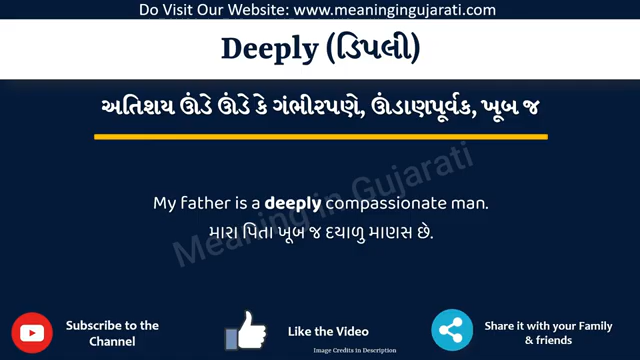 Do Visit Our Website: www.meaningingujarati.com
Deeply (ડિપલી)
અતિશય ઊંડે ઊંડે કે ગંભીરપણે, ઊંડાણપૂર્વક, ખૂબ જ
Meaning in Gujarati
My father is a deeply compassionate man.
મારા પિતા ખૂબ જ દયાળુ માણસ છે.
Subscribe to the
Channel
Like the Video
Share it with your Family
& friends
Image Credits in Description